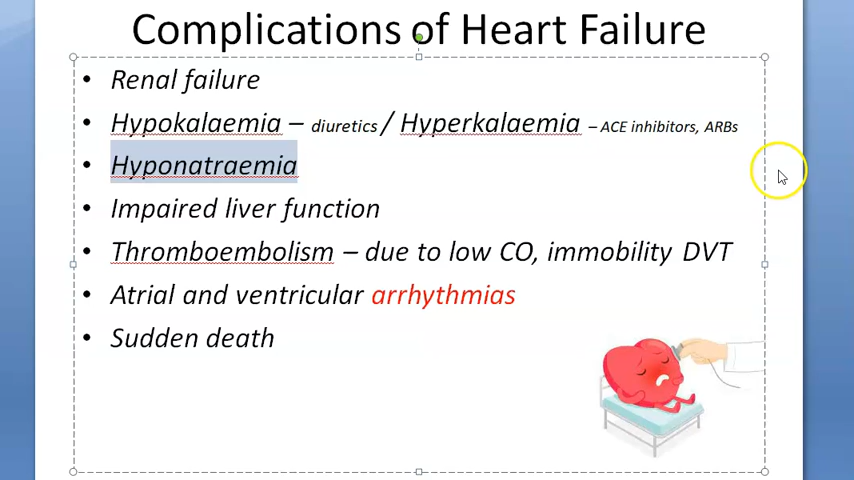 Complications of Heart Failure
• Renal failure
• Hypokalaemia – diuretics / Hyperkalaemia – ACE inhibitors, ARBs
• Hyponatraemia
• Impaired liver function
• Thromboembolism – due to low CO, immobility DVT
• Atrial and ventricular arrhythmias
• Sudden death